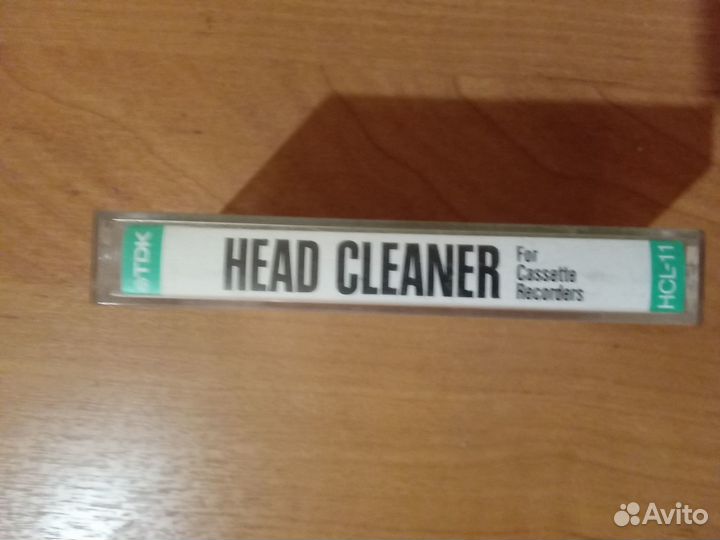 TDK
HEAD CLEANER
For
Cassette
Recorders
HCL-11
Avito